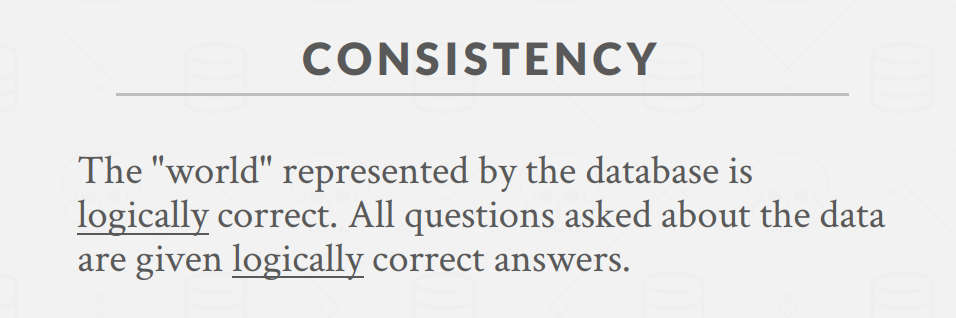 CONSISTENCY
The "world" represented by the database is
logically correct. All questions asked about the data
are given logically correct answers.